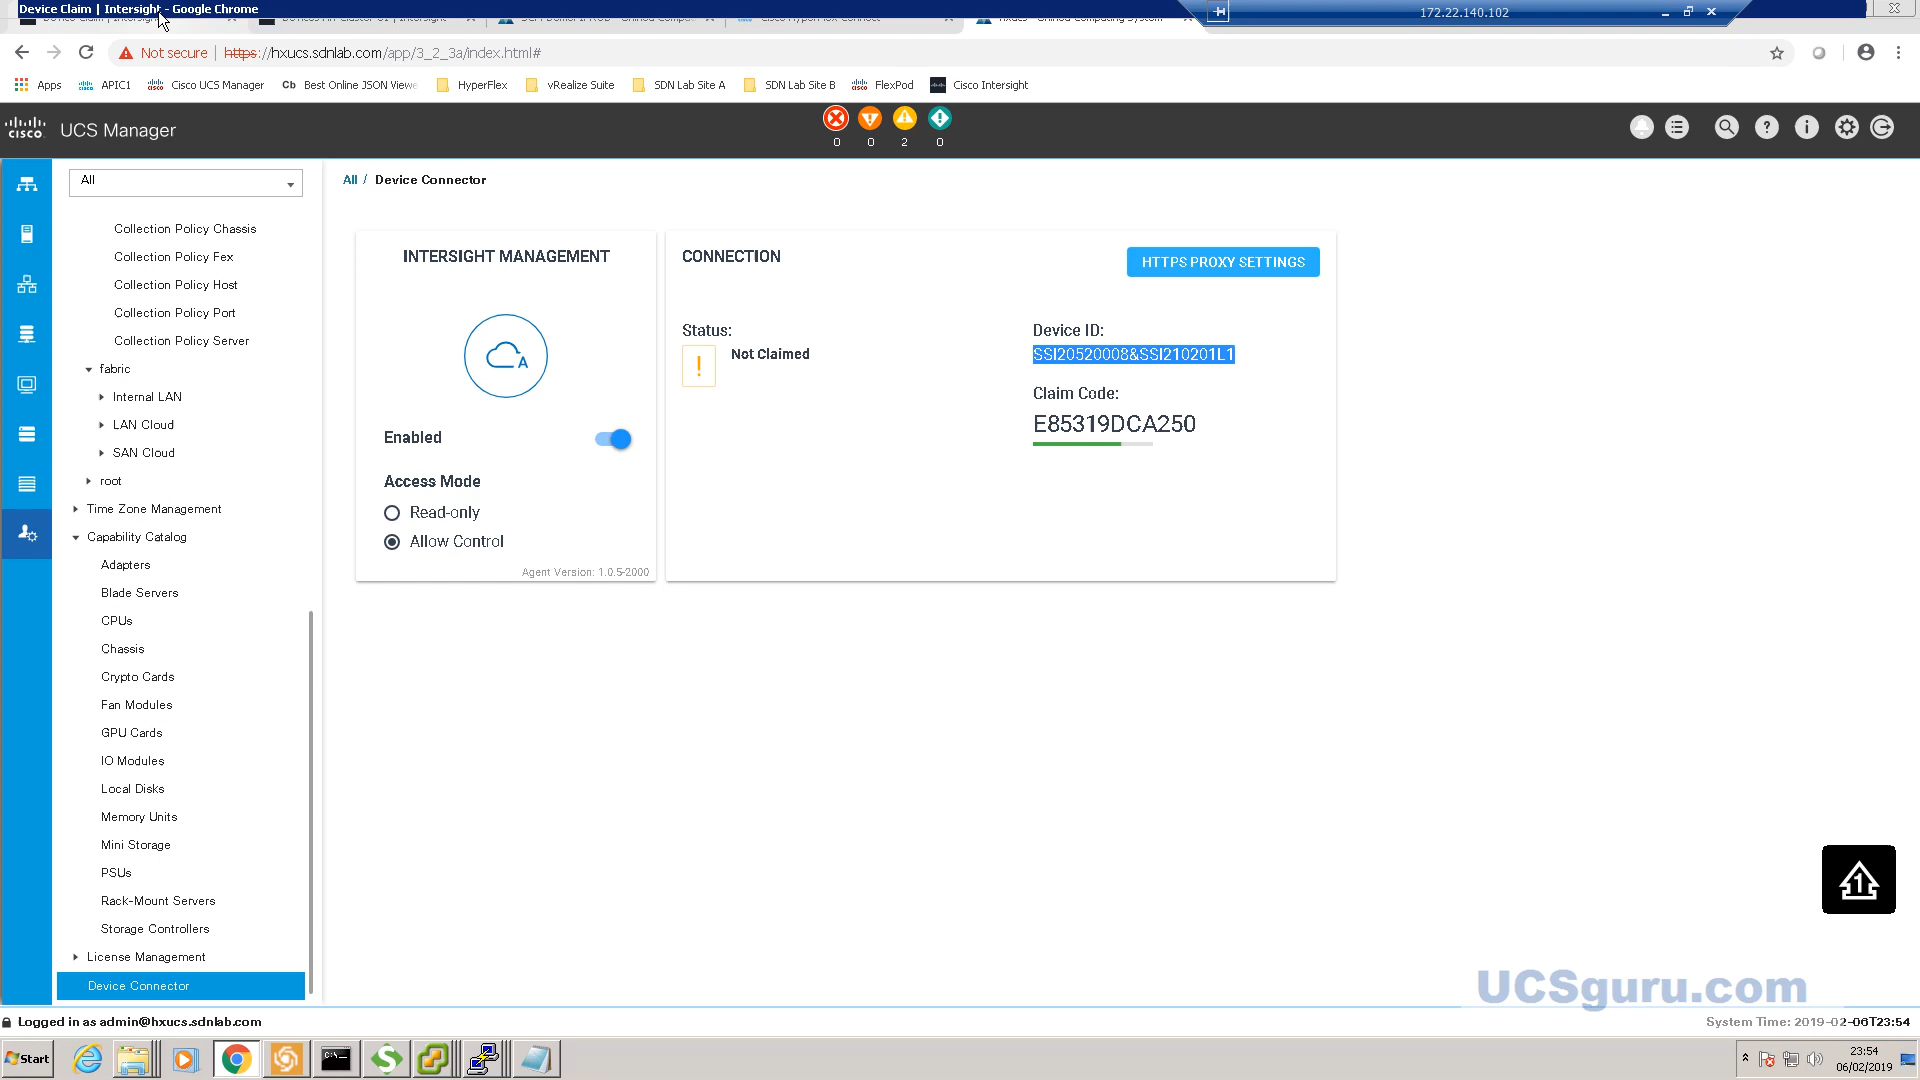 Device Claim | Intersight - Google Chrome
172.22.140.102
Not secure | https://hxucs.sdnlab.com/app/3_2_3a/index.html#
Apps
APIC1
Cisco UCS Manager
Cb Best Online JSON Viewe
HyperFlex
vRealize Suite
SDN Lab Site A
SDN Lab Site B
FlexPod
Cisco Intersight
cisco UCS Manager
0 0 2 0
All
Collection Policy Chassis
Collection Policy Fex
Collection Policy Host
Collection Policy Port
Collection Policy Server
fabric
Internal LAN
LAN Cloud
SAN Cloud
root
Time Zone Management
Capability Catalog
Adapters
Blade Servers
CPUs
Chassis
Crypto Cards
Fan Modules
GPU Cards
IO Modules
Local Disks
Memory Units
Mini Storage
PSUs
Rack-Mount Servers
Storage Controllers
License Management
Device Connector
All / Device Connector
INTERSIGHT MANAGEMENT
A
Enabled
Access Mode
Read-only
Allow Control
Agent Version: 1.0.5-2000
CONNECTION
HTTPS PROXY SETTINGS
Status:
! Not Claimed
Device ID:
SSI20520008&SSI210201L1
Claim Code:
E85319DCA250
1
UCSguru.com
Logged in as admin@hxucs.sdnlab.com
System Time: 2019-02-06T23:54
Start
23:54
06/02/2019